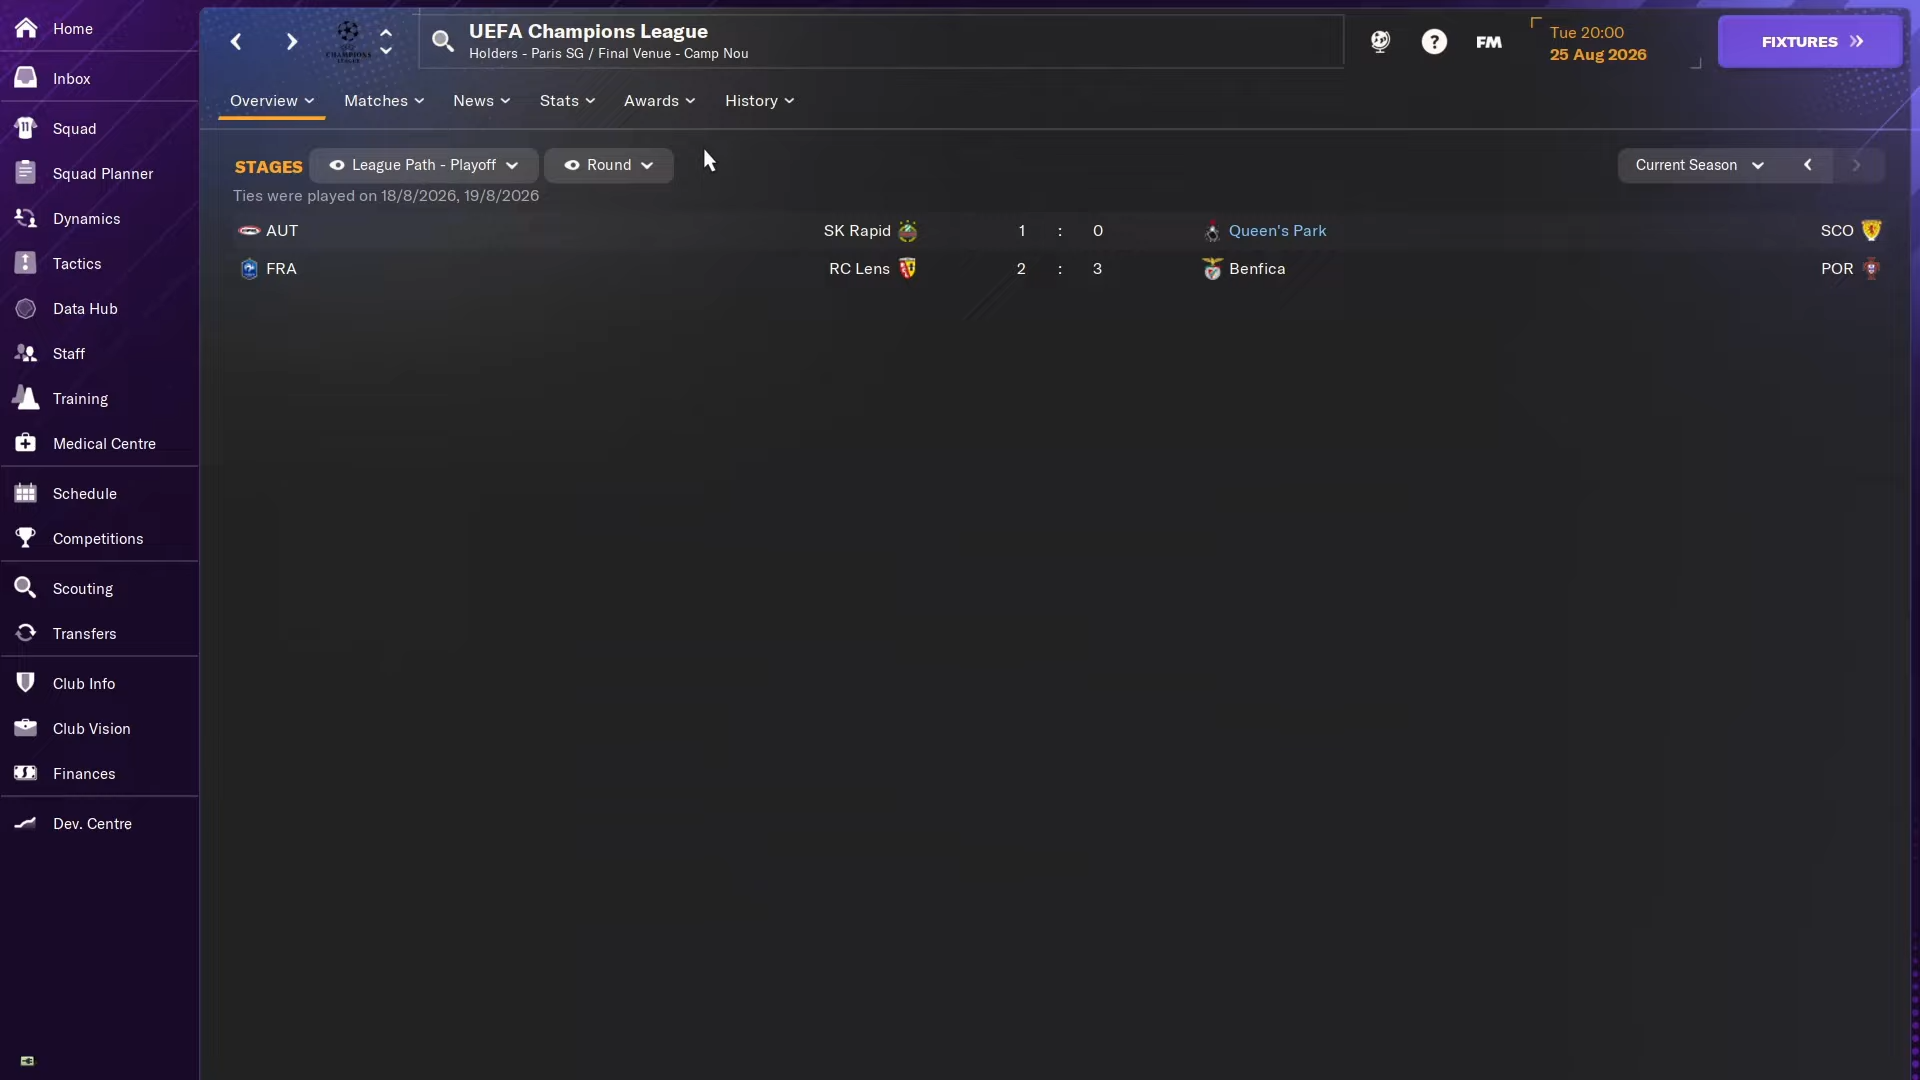 Home
Inbox
Squad
Squad Planner
Dynamics
Tactics
Data Hub
Staff
Training
Medical Centre
Schedule
Competitions
Scouting
Transfers
Club Info
Club Vision
Finances
Dev. Centre
UEFA Champions League
Holders - Paris SG / Final Venue - Camp Nou
FM
Tue 20:00
25 Aug 2026
FIXTURES
Overview Matches News Stats Awards History
STAGES League Path - Playoff Round Current Season
Ties were played on 18/8/2026, 19/8/2026
AUT SK Rapid 1 : 0 Queen's Park SCO
FRA RC Lens 2 : 3 Benfica POR